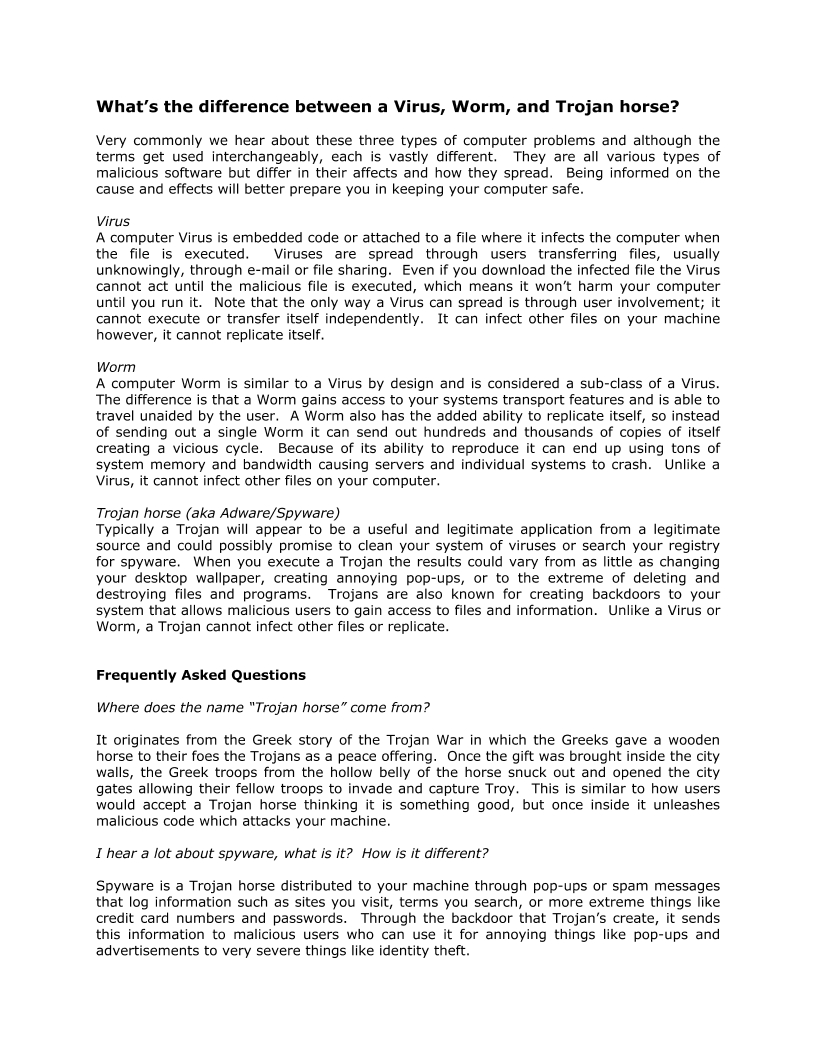 What’s the difference between a Virus, Worm, and Trojan horse?
Very commonly we hear about these three types of computer problems and although the
terms get used interchangeably, each is vastly different. They are all various types of
malicious software but differ in their affects and how they spread. Being informed on the
cause and effects will better prepare you in keeping your computer safe.
Virus
A computer Virus is embedded code or attached to a file where it infects the computer when
the file is executed. Viruses are spread through users transferring files, usually
unknowingly, through e-mail or file sharing. Even if you download the infected file the Virus
cannot act until the malicious file is executed, which means it won’t harm your computer
until you run it. Note that the only way a Virus can spread is through user involvement; it
cannot execute or transfer itself independently. It can infect other files on your machine
however, it cannot replicate itself.
Worm
A computer Worm is similar to a Virus by design and is considered a sub-class of a Virus.
The difference is that a Worm gains access to your systems transport features and is able to
travel unaided by the user. A Worm also has the added ability to replicate itself, so instead
of sending out a single Worm it can send out hundreds and thousands of copies of itself
creating a vicious cycle. Because of its ability to reproduce it can end up using tons of
system memory and bandwidth causing servers and individual systems to crash. Unlike a
Virus, it cannot infect other files on your computer.
Trojan horse (aka Adware/Spyware)
Typically a Trojan will appear to be a useful and legitimate application from a legitimate
source and could possibly promise to clean your system of viruses or search your registry
for spyware. When you execute a Trojan the results could vary from as little as changing
your desktop wallpaper, creating annoying pop-ups, or to the extreme of deleting and
destroying files and programs. Trojans are also known for creating backdoors to your
system that allows malicious users to gain access to files and information. Unlike a Virus or
Worm, a Trojan cannot infect other files or replicate.
Frequently Asked Questions
Where does the name “Trojan horse” come from?
It originates from the Greek story of the Trojan War in which the Greeks gave a wooden
horse to their foes the Trojans as a peace offering. Once the gift was brought inside the city
walls, the Greek troops from the hollow belly of the horse snuck out and opened the city
gates allowing their fellow troops to invade and capture Troy. This is similar to how users
would accept a Trojan horse thinking it is something good, but once inside it unleashes
malicious code which attacks your machine.
I hear a lot about spyware, what is it? How is it different?
Spyware is a Trojan horse distributed to your machine through pop-ups or spam messages
that log information such as sites you visit, terms you search, or more extreme things like
credit card numbers and passwords. Through the backdoor that Trojan’s create, it sends
this information to malicious users who can use it for annoying things like pop-ups and
advertisements to very severe things like identity theft.